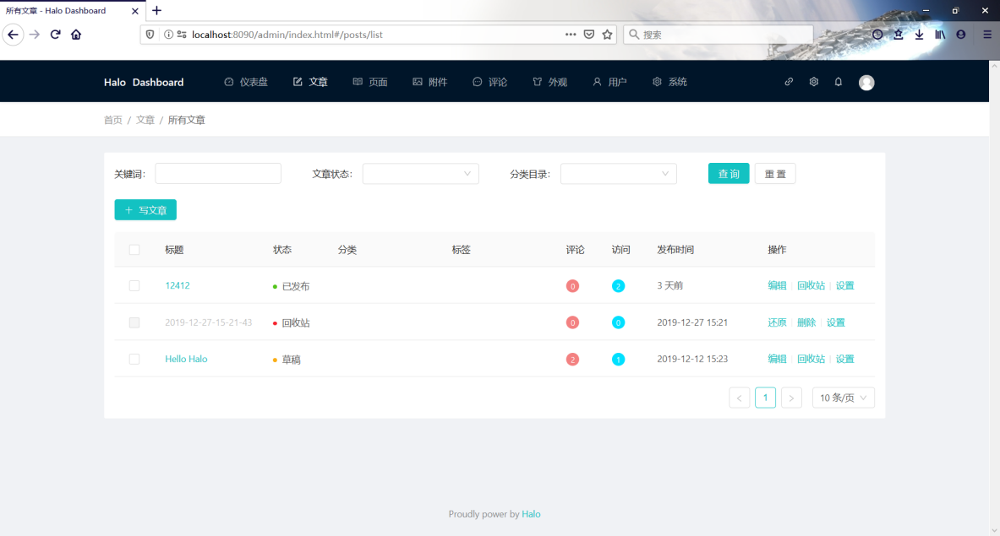 所有文章 - Halo Dashboard
localhost:8090/admin/index.html#/posts/list
搜索
Halo Dashboard 仪表盘 文章 页面 附件 评论 外观 用户 系统
首页 / 文章 / 所有文章
关键词: 文章状态: 分类目录: 查 询 重 置
写文章
标题 状态 分类 标签 评论 访问 发布时间 操作
12412 已发布 0 2 3 天前 编辑 回收站 设置
2019-12-27-15-21-43 回收站 0 0 2019-12-27 15:21 还原 删除 设置
Hello Halo 草稿 2 1 2019-12-12 15:23 编辑 回收站 设置
< 1 > 10 条/页
Proudly power by Halo